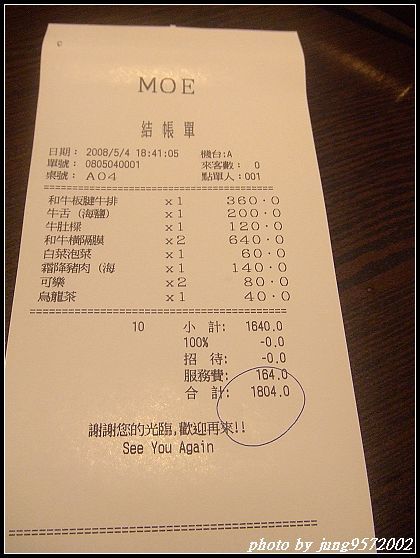 MOE
結帳單
日期: 2008/5/4 18:41:05 機台:A
單號: 0805040001 來客數: 0
桌號: A04 點單人:001
和牛板腱牛排 x1 360.0
牛舌(海鹽) x1 200.0
牛肚樑 x1 120.0
和牛橫隔膜 x2 640.0
白菜泡菜 x1 60.0
霜降豬肉(海 x1 140.0
可樂 x2 80.0
烏龍茶 x1 40.0
10 小 計: 1640.0
100% -0.0
招 待: -0.0
服務費: 164.0
合 計: 1804.0
謝謝您的光臨,歡迎再來!!
See You Again
photo by jang9572002